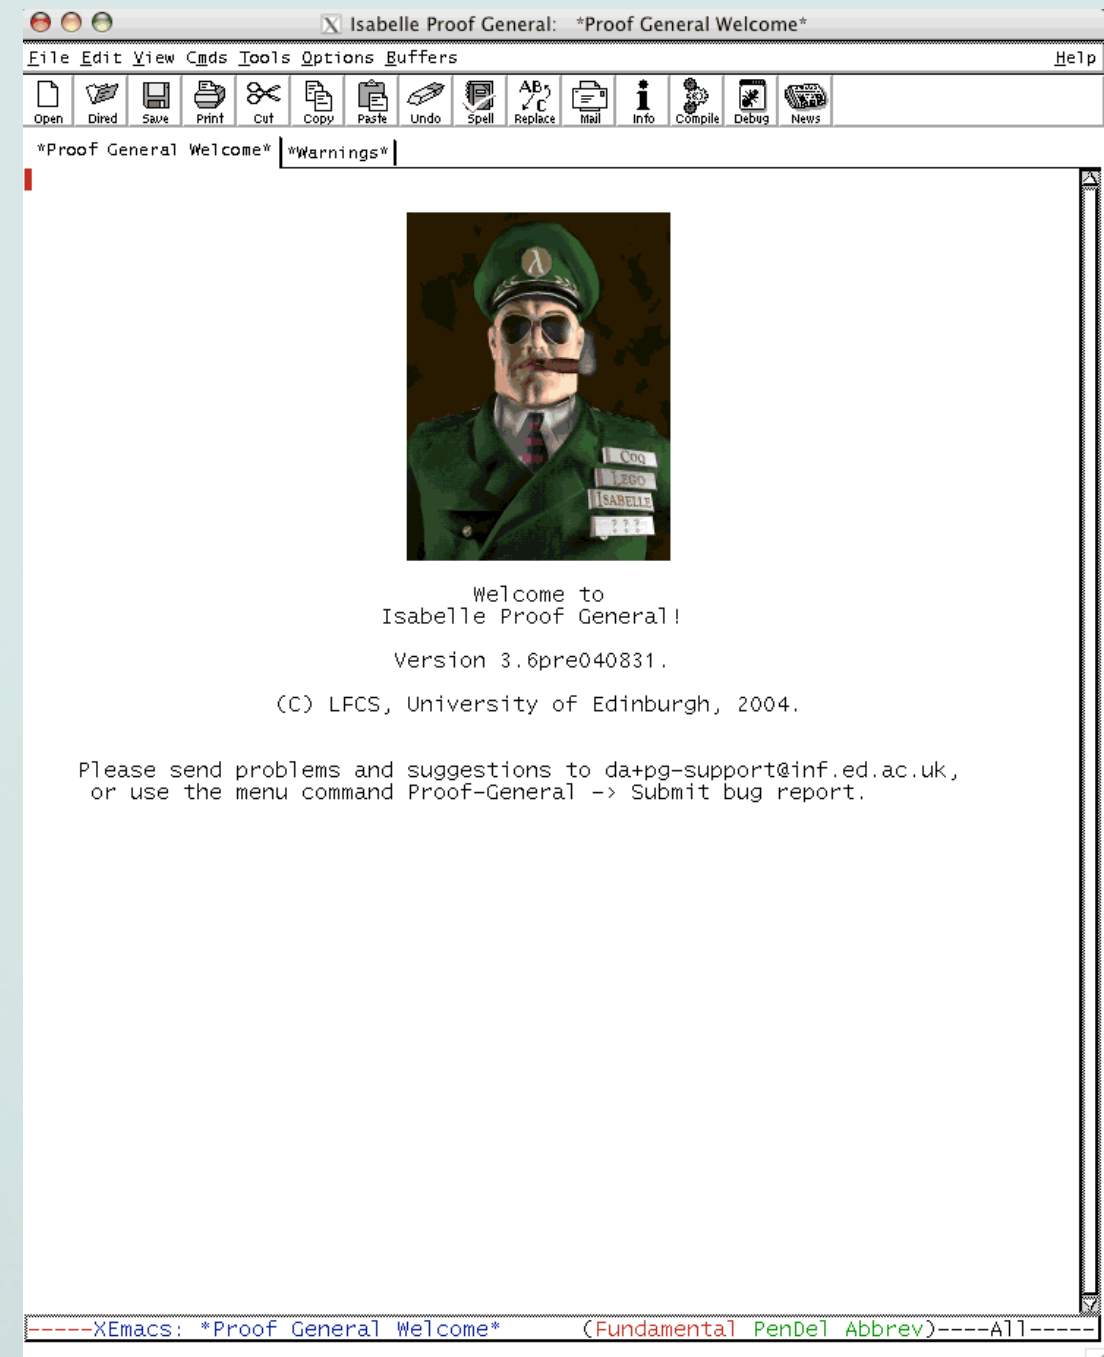 Isabelle Proof General: *Proof General Welcome*
File Edit View Cmds Tools Options Buffers Help
Open Dired Save Print Cut Copy Paste Undo Spell Replace Mail Info Compile Debug News
*Proof General Welcome* *Warnings*
λ
COQ
LEGO
ISABELLE
? ? ?
Welcome to
Isabelle Proof General!
Version 3.6pre040831.
(C) LFCS, University of Edinburgh, 2004.
Please send problems and suggestions to da+pg-support@inf.ed.ac.uk,
or use the menu command Proof-General -> Submit bug report.
-----XEmacs: *Proof General Welcome* (Fundamental PenDel Abbrev)----All-----